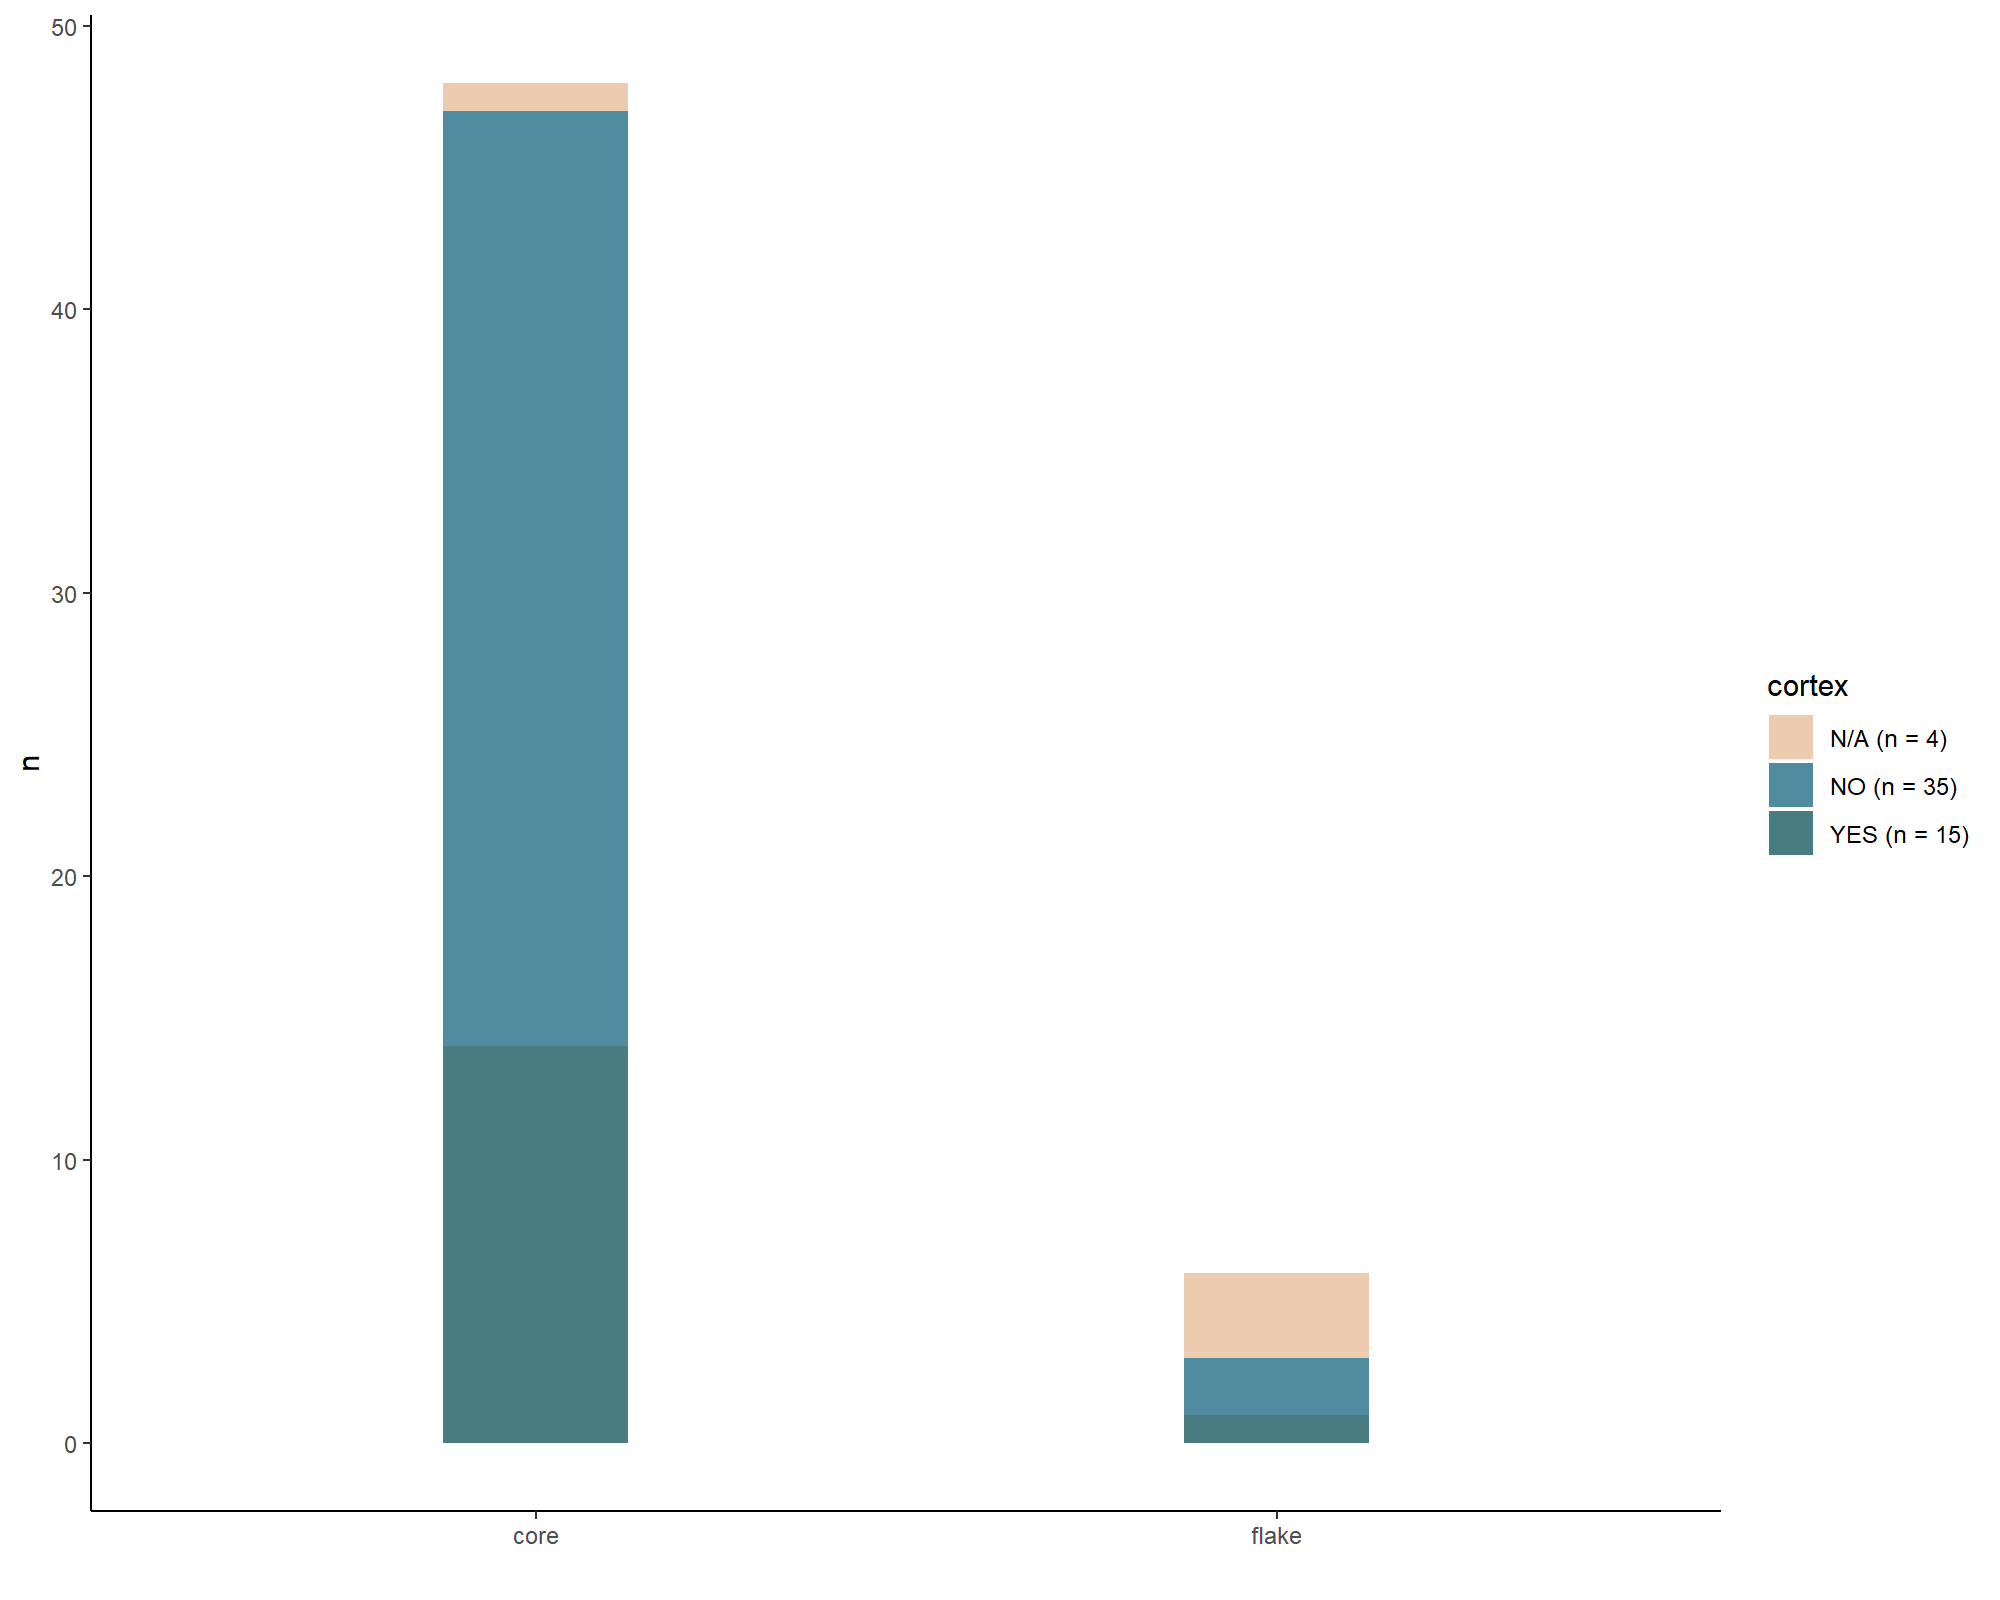 50
40
30
20
10
0
n
core
flake
cortex
N/A (n = 4)
NO (n = 35)
YES (n = 15)